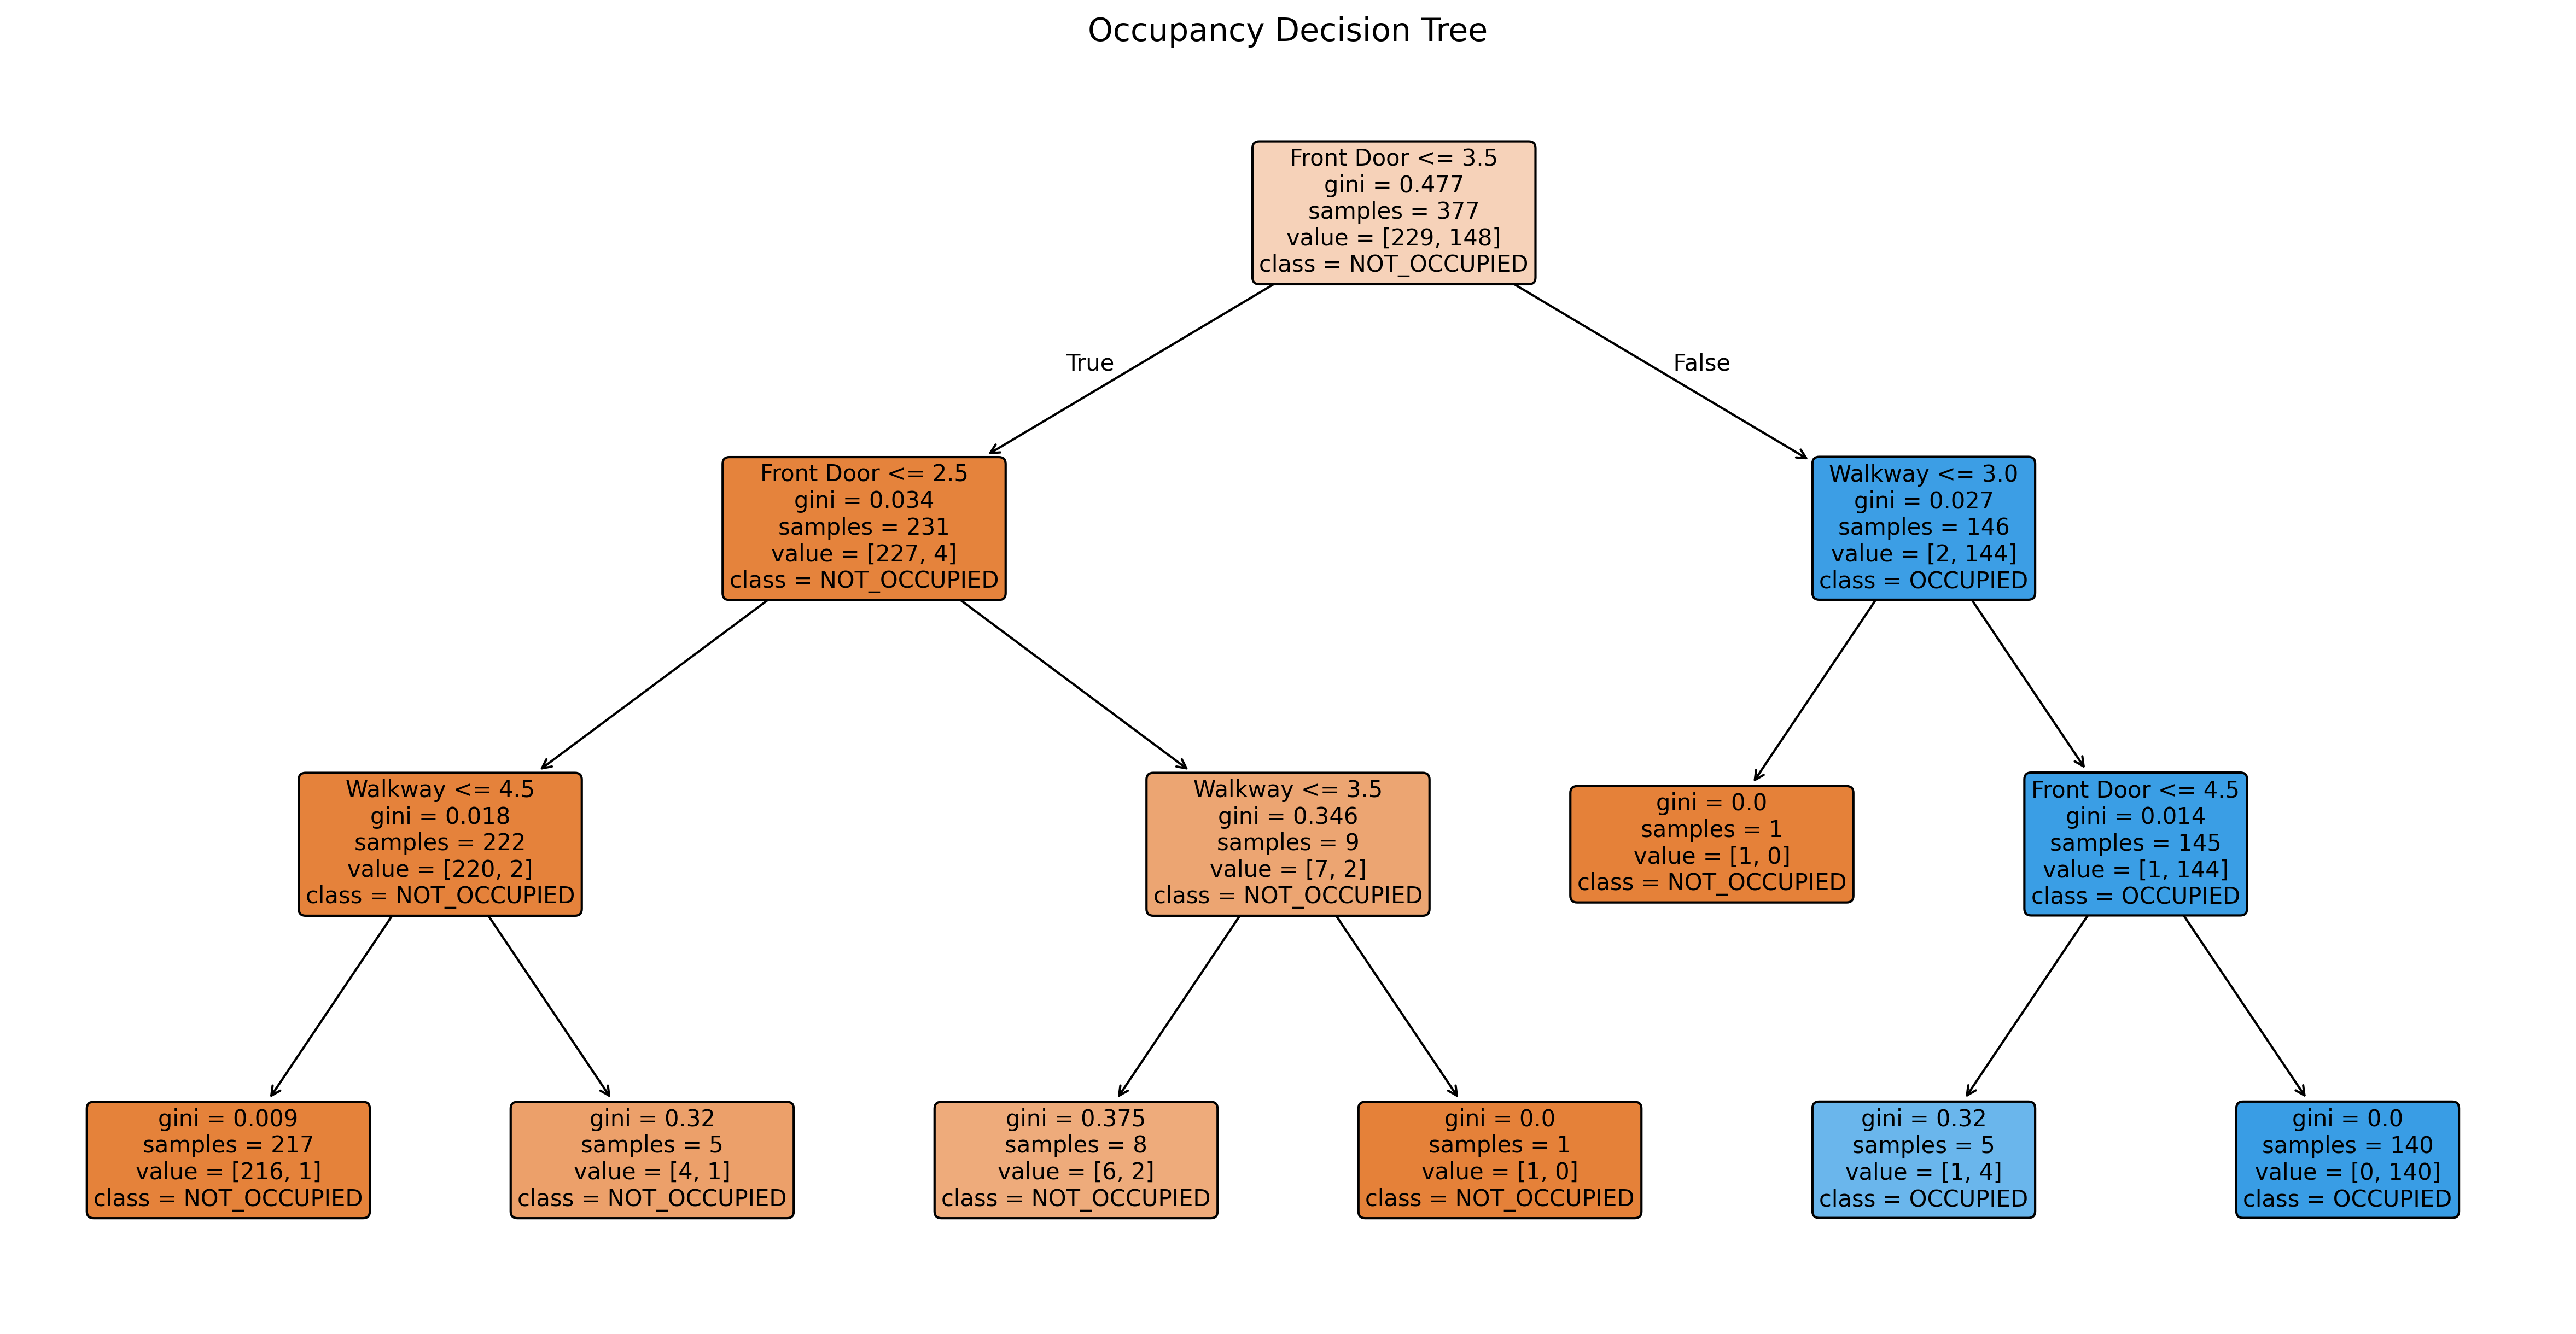 Occupancy Decision Tree
Front Door <= 3.5
gini = 0.477
samples = 377
value = [229, 148]
class = NOT_OCCUPIED
True
False
Front Door <= 2.5
gini = 0.034
samples = 231
value = [227, 4]
class = NOT_OCCUPIED
Walkway <= 3.0
gini = 0.027
samples = 146
value = [2, 144]
class = OCCUPIED
Walkway <= 4.5
gini = 0.018
samples = 222
value = [220, 2]
class = NOT_OCCUPIED
Walkway <= 3.5
gini = 0.346
samples = 9
value = [7, 2]
class = NOT_OCCUPIED
gini = 0.0
samples = 1
value = [1, 0]
class = NOT_OCCUPIED
Front Door <= 4.5
gini = 0.014
samples = 145
value = [1, 144]
class = OCCUPIED
gini = 0.009
samples = 217
value = [216, 1]
class = NOT_OCCUPIED
gini = 0.32
samples = 5
value = [4, 1]
class = NOT_OCCUPIED
gini = 0.375
samples = 8
value = [6, 2]
class = NOT_OCCUPIED
gini = 0.0
samples = 1
value = [1, 0]
class = NOT_OCCUPIED
gini = 0.32
samples = 5
value = [1, 4]
class = OCCUPIED
gini = 0.0
samples = 140
value = [0, 140]
class = OCCUPIED